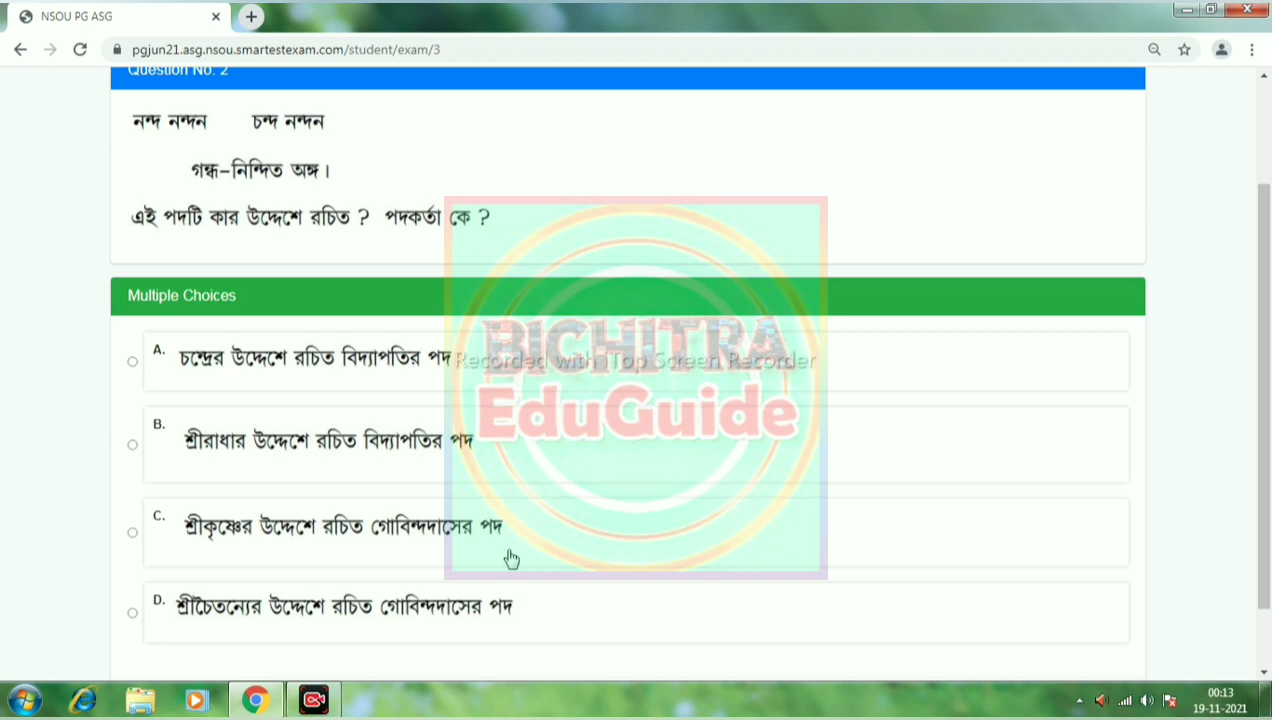 NSOU PG ASG
pgjun21.asg.nsou.smartestexam.com/student/exam/3
Question No. 2
নন্দ নন্দন চন্দ নন্দন
গন্ধ-নিন্দিত অঙ্গ।
এই পদটি কার উদ্দেশে রচিত ? পদকর্তা কে ?
Multiple Choices
A. চন্দ্রের উদ্দেশে রচিত বিদ্যাপতির পদ
BICHITRA
Recorded with iTop Screen Recorder
EduGuide
B. শ্রীরাধার উদ্দেশে রচিত বিদ্যাপতির পদ
C. শ্রীকৃষ্ণের উদ্দেশে রচিত গোবিন্দদাসের পদ
D. শ্রীচৈতন্যের উদ্দেশে রচিত গোবিন্দদাসের পদ
00:13
19-11-2021